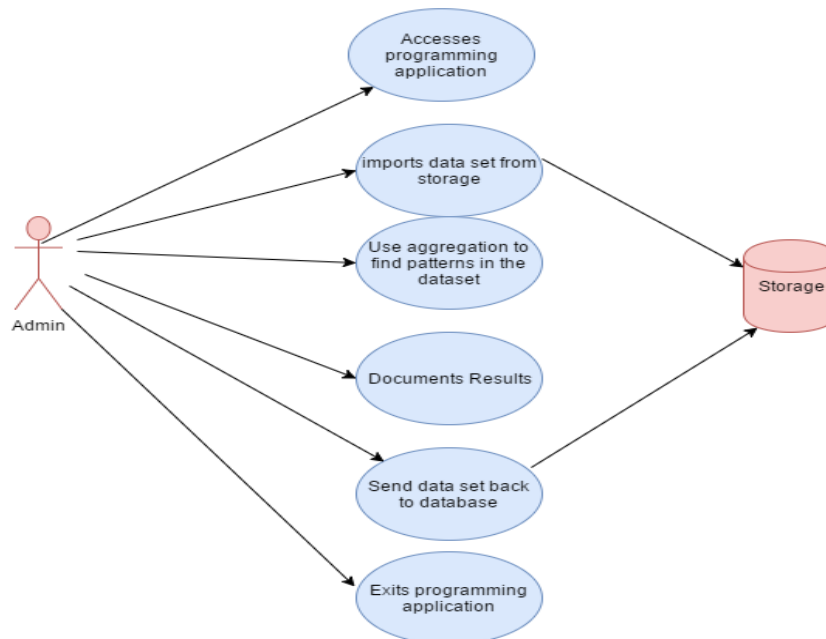 Accesses
programming
application
imports data set from
storage
Use aggregation to
find patterns in the
dataset
Storage
Admin
Documents Results
Send data set back
to database
Exits programming
application